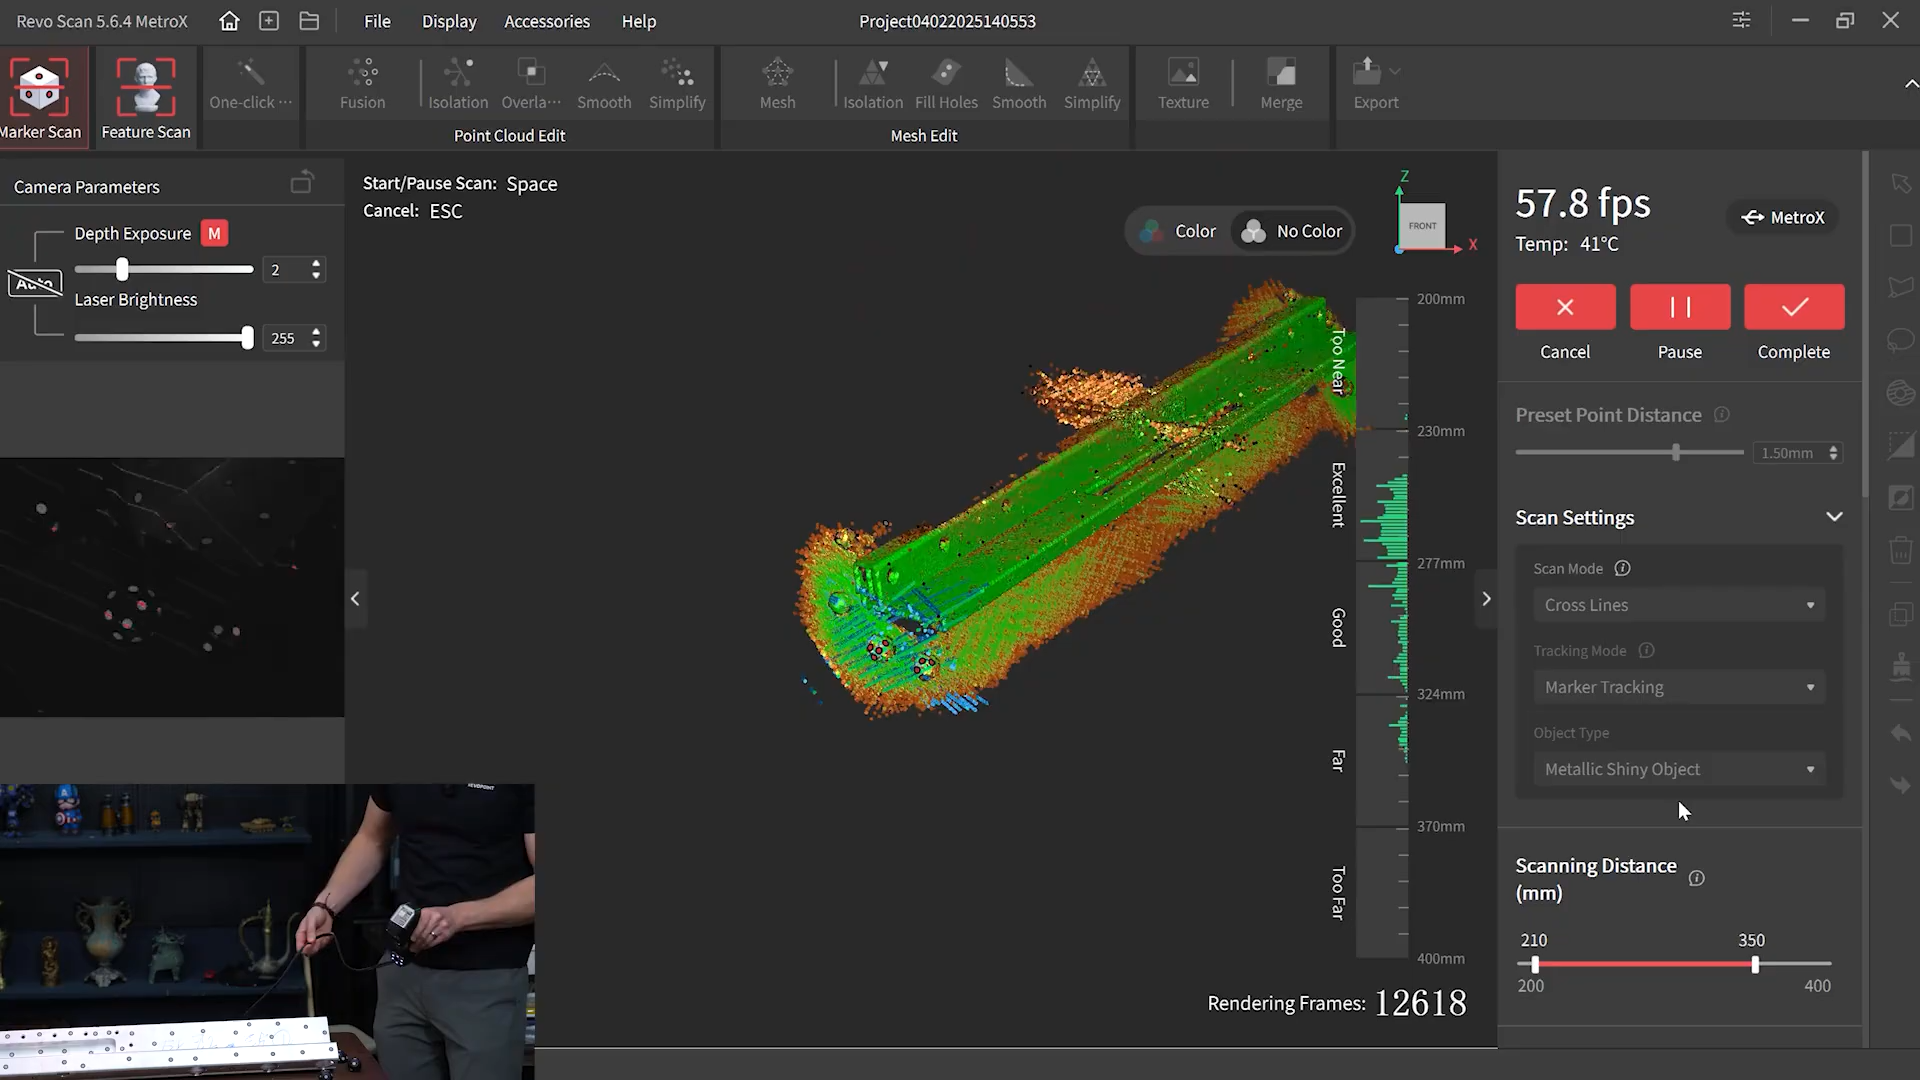 Revo Scan 5.6.4 MetroX
File
Display
Accessories
Help
Project04022025140553
Marker Scan
Feature Scan
One-click ···
Fusion
Isolation
Overla···
Smooth
Simplify
Point Cloud Edit
Mesh
Isolation
Fill Holes
Smooth
Simplify
Mesh Edit
Texture
Merge
Export
Camera Parameters
Depth Exposure M
2
Auto
Laser Brightness
255
Start/Pause Scan: Space
Cancel: ESC
Color
No Color
Z
FRONT
X
200mm
Too Near
230mm
Excellent
277mm
Good
324mm
Far
370mm
Too Far
400mm
Rendering Frames: 12618
57.8 fps
MetroX
Temp: 41°C
Cancel
Pause
Complete
Preset Point Distance
1.50mm
Scan Settings
Scan Mode
Cross Lines
Tracking Mode
Marker Tracking
Object Type
Metallic Shiny Object
Scanning Distance
(mm)
210
350
200
400
REVOPOINT